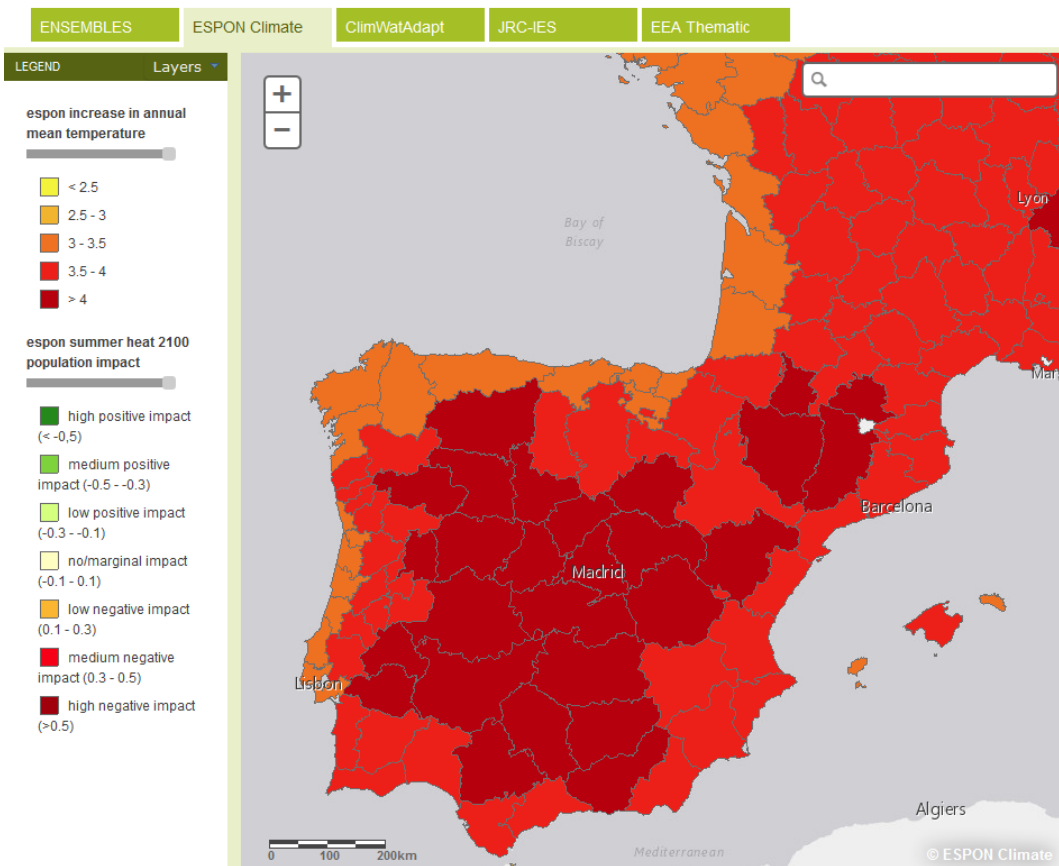 ENSEMBLES
ESPON Climate
ClimWatAdapt
JRC-IES
EEA Thematic
LEGEND
Layers
espon increase in annual
mean temperature
< 2.5
2.5 - 3
3 - 3.5
3.5 - 4
> 4
espon summer heat 2100
population impact
high positive impact
(< -0,5)
medium positive
impact (-0.5 - -0.3)
low positive impact
(-0.3 - -0.1)
no/marginal impact
(-0.1 - 0.1)
low negative impact
(0.1 - 0.3)
medium negative
impact (0.3 - 0.5)
high negative impact
(>0.5)
+
−
Bay of
Biscay
Lyon
Mar
Barcelona
Madrid
Lisbon
Algiers
Mediterranean
0 100 200km
© ESPON Climate